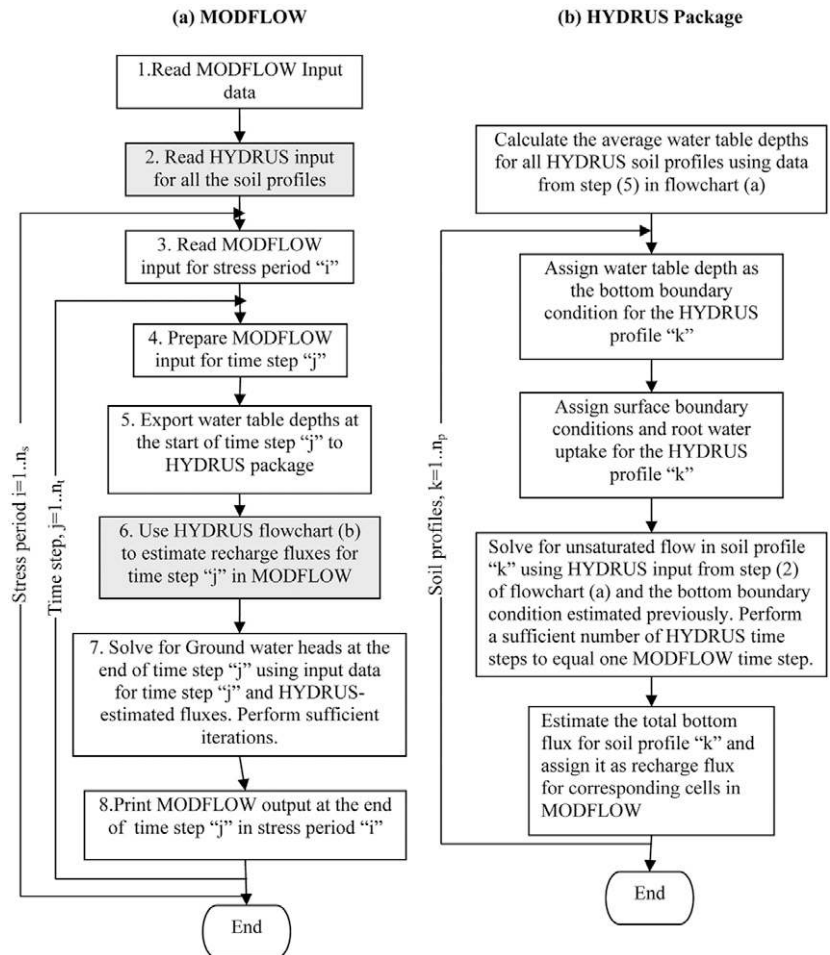 (a) MODFLOW
1.Read MODFLOW Input
data
2. Read HYDRUS input
for all the soil profiles
3. Read MODFLOW
input for stress period “i”
4. Prepare MODFLOW
input for time step “j”
5. Export water table depths at
the start of time step “j” to
HYDRUS package
6. Use HYDRUS flowchart (b)
to estimate recharge fluxes for
time step “j” in MODFLOW
7. Solve for Ground water heads at the
end of time step “j” using input data
for time step “j” and HYDRUS-
estimated fluxes. Perform sufficient
iterations.
8.Print MODFLOW output at the end
of time step “j” in stress period “i”
End
Stress period i=1..nₛ
Time step, j=1..nₜ
(b) HYDRUS Package
Calculate the average water table depths
for all HYDRUS soil profiles using data
from step (5) in flowchart (a)
Assign water table depth as
the bottom boundary
condition for the HYDRUS
profile “k”
Assign surface boundary
conditions and root water
uptake for the HYDRUS
profile “k”
Solve for unsaturated flow in soil profile
“k” using HYDRUS input from step (2)
of flowchart (a) and the bottom boundary
condition estimated previously. Perform
a sufficient number of HYDRUS time
steps to equal one MODFLOW time step.
Estimate the total bottom
flux for soil profile “k” and
assign it as recharge flux
for corresponding cells in
MODFLOW
End
Soil profiles, k=1..nₚ